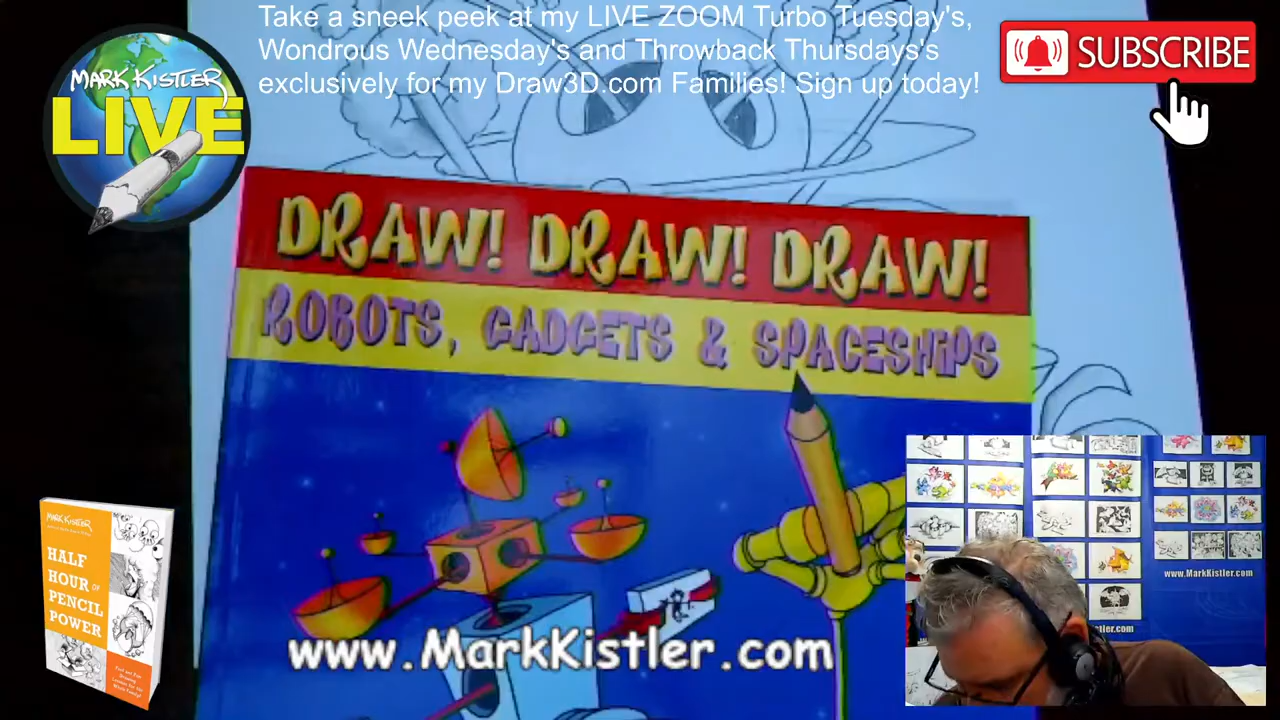 Take a sneek peek at my LIVE ZOOM Turbo Tuesday's,
Wondrous Wednesday's and Throwback Thursdays's
exclusively for my Draw3D.com Families! Sign up today!
SUBSCRIBE
MARK KISTLER
LIVE
DRAW! DRAW! DRAW!
ROBOTS, GADGETS & SPACESHIPS
MARK KISTLER
HALF
HOUR OF
PENCIL
POWER
www.MarkKistler.com
www.MarkKistler.com
tler.com